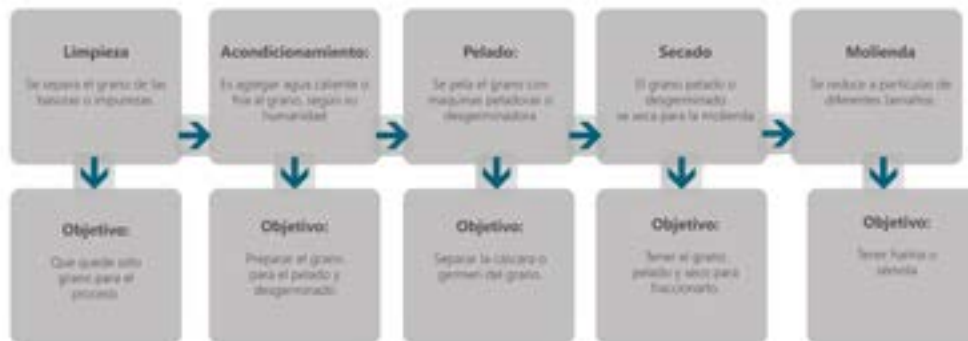 Limpieza
Se separa el grano de las
basuras o impurezas.
Acondicionamiento:
Es agregar agua caliente o
fría al grano, según su
humanidad
Pelado:
Se pela el grano con
maquinas peladoras o
desgerminadora
Secado
El grano pelado o
desgerminado
se seca para la molienda
Molienda
Se reduce a partículas de
diferentes tamaños.
Objetivo:
Que quede solo
grano para el
proceso
Objetivo:
Preparar el grano
para el pelado y
desgerminado.
Objetivo:
Separar la cáscara o
germen del grano.
Objetivo:
Tener el grano
pelado y seco para
fraccionarlo.
Objetivo:
Tener harina o
sémola